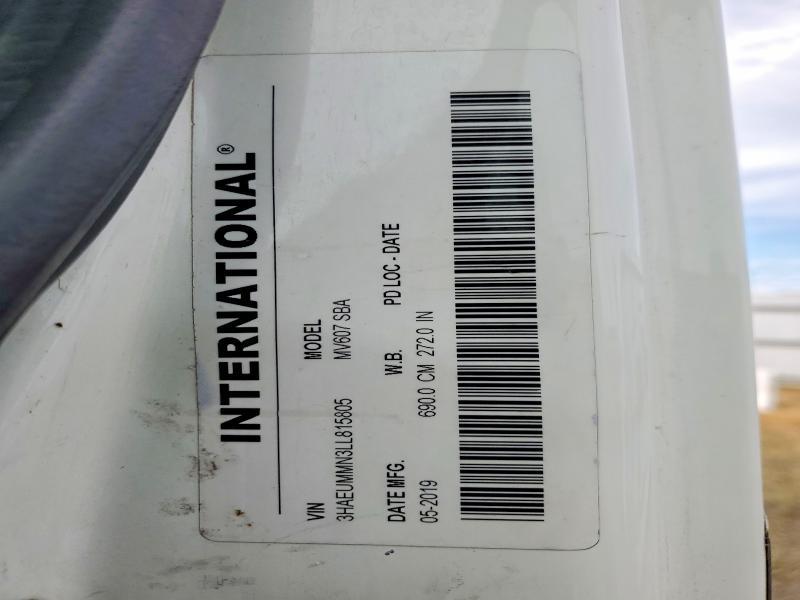 INTERNATIONAL®
VIN MODEL
3HAEUMMN3LL815805 MV607 SBA
DATE MFG. W.B. PD LOC - DATE
05-2019 690.0 CM 272.0 IN